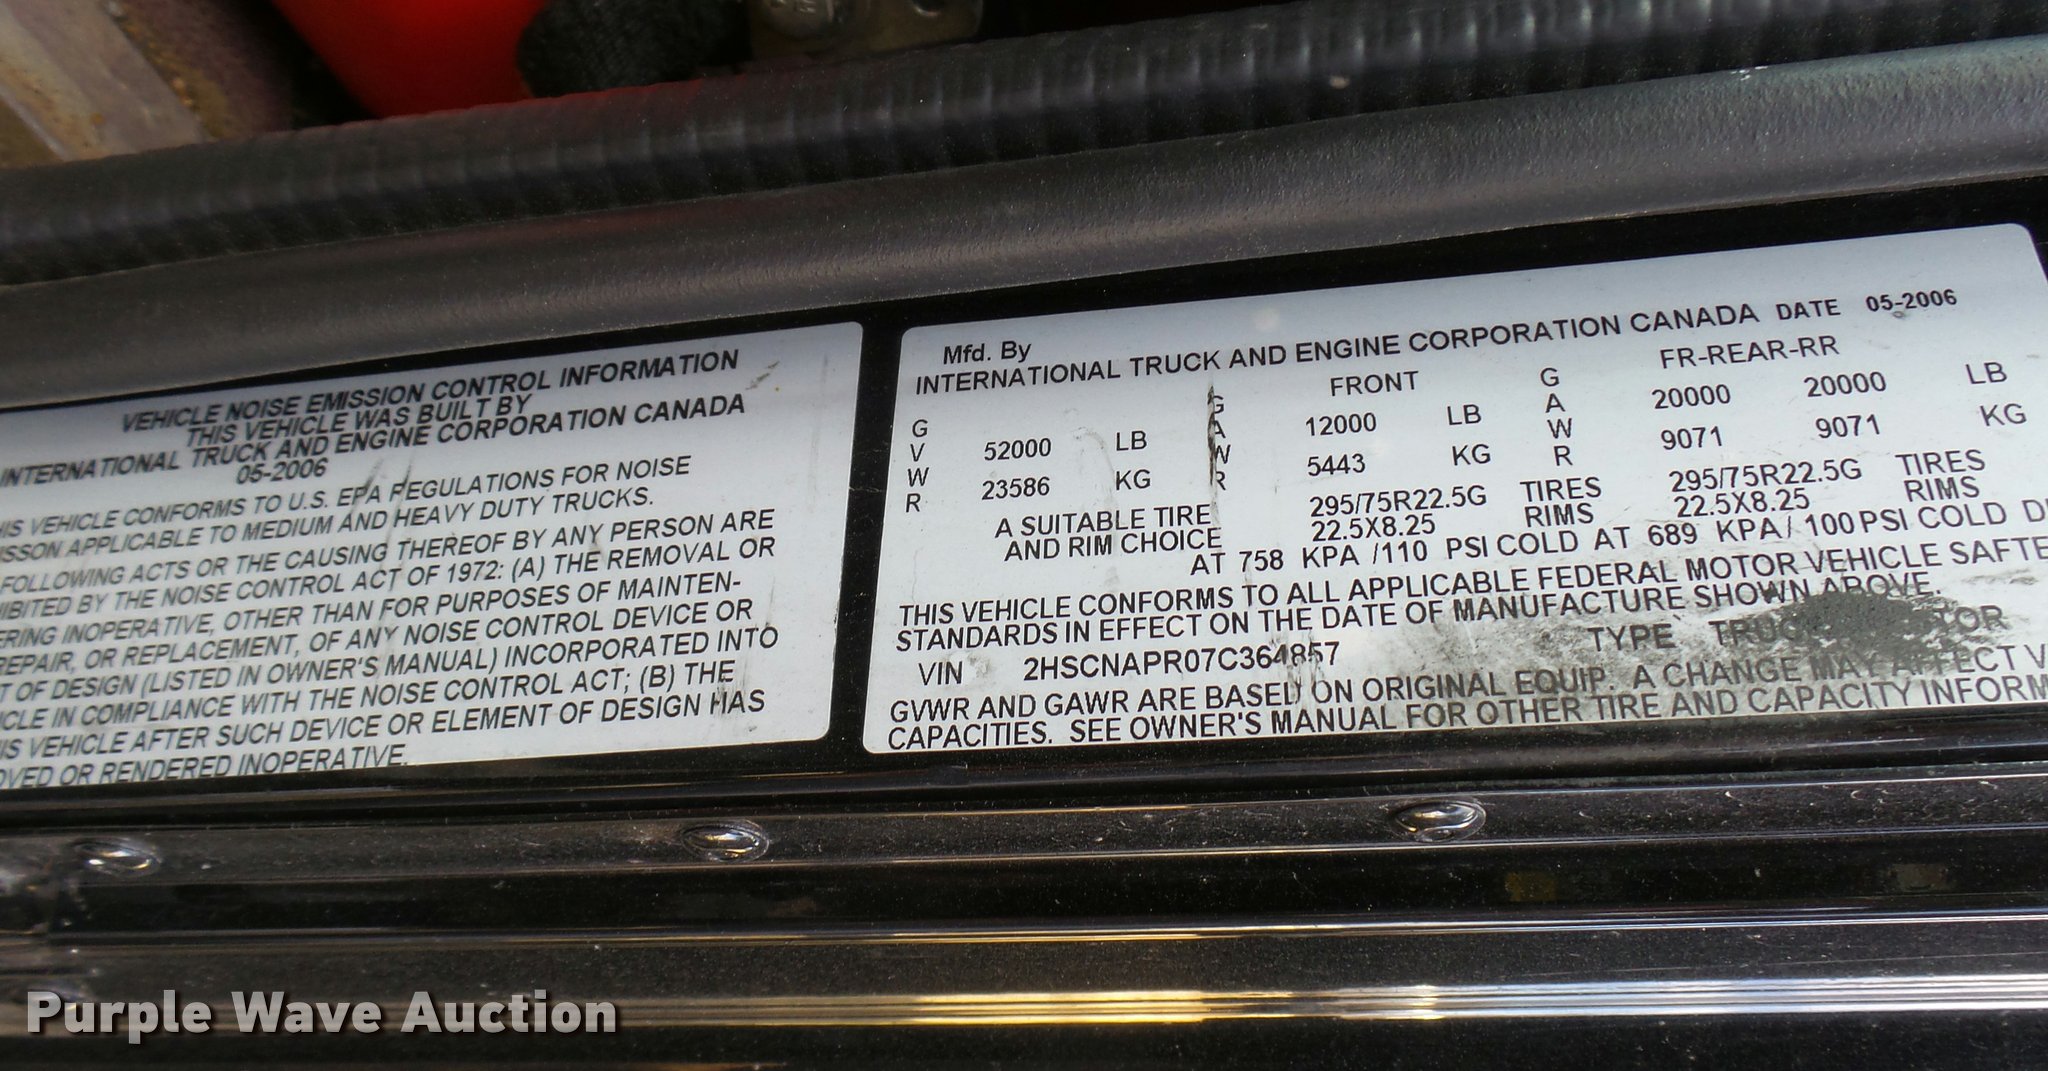 VEHICLE NOISE EMISSION CONTROL INFORMATION
THIS VEHICLE WAS BUILT BY
INTERNATIONAL TRUCK AND ENGINE CORPORATION CANADA
05-2006
HIS VEHICLE CONFORMS TO U.S. EPA REGULATIONS FOR NOISE
ISSON APPLICABLE TO MEDIUM AND HEAVY DUTY TRUCKS.
FOLLOWING ACTS OR THE CAUSING THEREOF BY ANY PERSON ARE
HIBITED BY THE NOISE CONTROL ACT OF 1972: (A) THE REMOVAL OR
ERING INOPERATIVE, OTHER THAN FOR PURPOSES OF MAINTEN-
REPAIR, OR REPLACEMENT, OF ANY NOISE CONTROL DEVICE OR
T OF DESIGN (LISTED IN OWNER'S MANUAL) INCORPORATED INTO
ICLE IN COMPLIANCE WITH THE NOISE CONTROL ACT; (B) THE
HIS VEHICLE AFTER SUCH DEVICE OR ELEMENT OF DESIGN HAS
OVED OR RENDERED INOPERATIVE.
Mfd. By
INTERNATIONAL TRUCK AND ENGINE CORPORATION CANADA DATE 05-2006
FRONT FR-REAR-RR
GVWR 52000 LB GAWR 12000 LB GAWR 20000 20000 LB
23586 KG 5443 KG 9071 9071 KG
A SUITABLE TIRE 295/75R22.5G TIRES 295/75R22.5G TIRES
AND RIM CHOICE 22.5X8.25 RIMS 22.5X8.25 RIMS
AT 758 KPA /110 PSI COLD AT 689 KPA/ 100 PSI COLD D
THIS VEHICLE CONFORMS TO ALL APPLICABLE FEDERAL MOTOR VEHICLE SAFTE
STANDARDS IN EFFECT ON THE DATE OF MANUFACTURE SHOWN ABOVE.
VIN 2HSCNAPR07C364857 TYPE TRUC TOR
GVWR AND GAWR ARE BASED ON ORIGINAL EQUIP. A CHANGE MAY AFFECT V
CAPACITIES. SEE OWNER'S MANUAL FOR OTHER TIRE AND CAPACITY INFORM
Purple Wave Auction